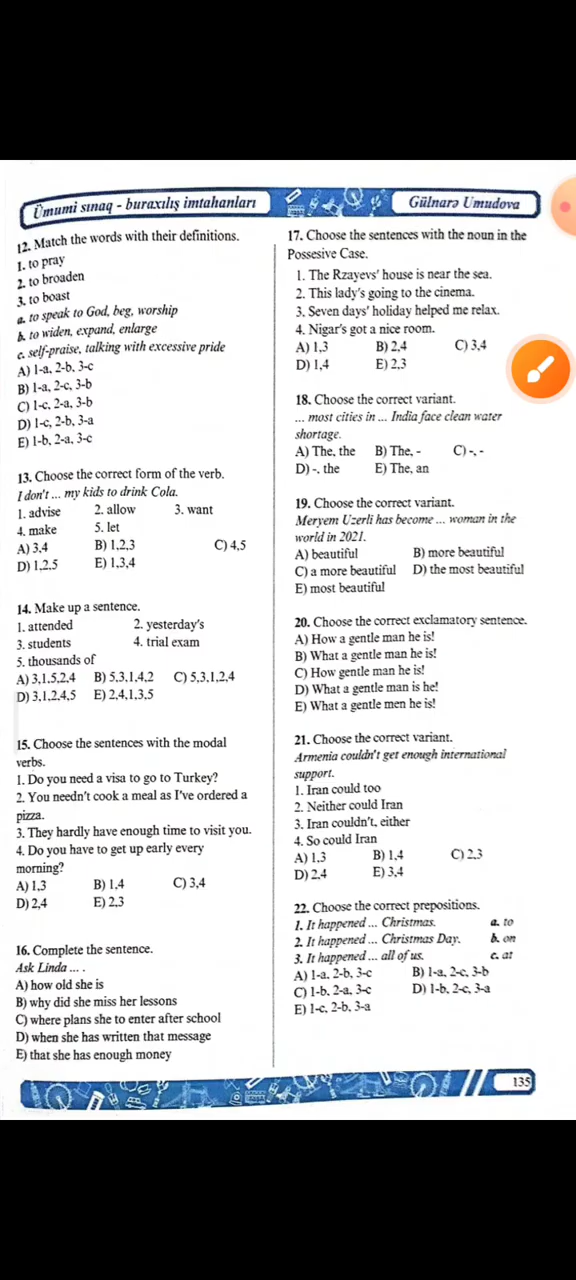 Ümumi sınaq - buraxılış imtahanları
Gülnarə Umudova
12. Match the words with their definitions.
1. to pray
2. to broaden
3. to boast
a. to speak to God, beg, worship
b. to widen, expand, enlarge
c. self-praise, talking with excessive pride
A) 1-a, 2-b, 3-c
B) 1-a, 2-c, 3-b
C) 1-c, 2-a, 3-b
D) 1-c, 2-b, 3-a
E) 1-b, 2-a, 3-c
13. Choose the correct form of the verb.
I don't ... my kids to drink Cola.
1. advise 2. allow 3. want
4. make 5. let
A) 3,4 B) 1,2,3 C) 4,5
D) 1,2,5 E) 1,3,4
14. Make up a sentence.
1. attended 2. yesterday's
3. students 4. trial exam
5. thousands of
A) 3,1,5,2,4 B) 5,3,1,4,2 C) 5,3,1,2,4
D) 3,1,2,4,5 E) 2,4,1,3,5
15. Choose the sentences with the modal
verbs.
1. Do you need a visa to go to Turkey?
2. You needn't cook a meal as I've ordered a
pizza.
3. They hardly have enough time to visit you.
4. Do you have to get up early every
morning?
A) 1,3 B) 1,4 C) 3,4
D) 2,4 E) 2,3
16. Complete the sentence.
Ask Linda ... .
A) how old she is
B) why did she miss her lessons
C) where plans she to enter after school
D) when she has written that message
E) that she has enough money
17. Choose the sentences with the noun in the
Possesive Case.
1. The Rzayevs' house is near the sea.
2. This lady's going to the cinema.
3. Seven days' holiday helped me relax.
4. Nigar's got a nice room.
A) 1,3 B) 2,4 C) 3,4
D) 1,4 E) 2,3
18. Choose the correct variant.
... most cities in ... India face clean water
shortage.
A) The, the B) The, - C) -, -
D) -, the E) The, an
19. Choose the correct variant.
Meryem Uzerli has become ... woman in the
world in 2021.
A) beautiful B) more beautiful
C) a more beautiful D) the most beautiful
E) most beautiful
20. Choose the correct exclamatory sentence.
A) How a gentle man he is!
B) What a gentle man he is!
C) How gentle man he is!
D) What a gentle man is he!
E) What a gentle men he is!
21. Choose the correct variant.
Armenia couldn't get enough international
support.
1. Iran could too
2. Neither could Iran
3. Iran couldn't, either
4. So could Iran
A) 1,3 B) 1,4 C) 2,3
D) 2,4 E) 3,4
22. Choose the correct prepositions.
1. It happened ... Christmas. a. to
2. It happened ... Christmas Day. b. on
3. It happened ... all of us. c. at
A) 1-a, 2-b, 3-c B) 1-a, 2-c, 3-b
C) 1-b, 2-a, 3-c D) 1-b, 2-c, 3-a
E) 1-c, 2-b, 3-a
135